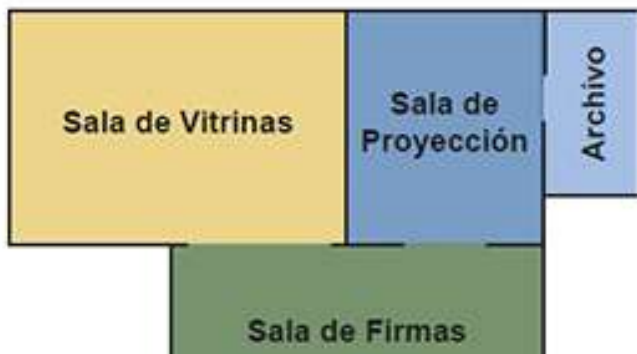 Sala de Vitrinas
Sala de
Proyección
Archivo
Sala de Firmas